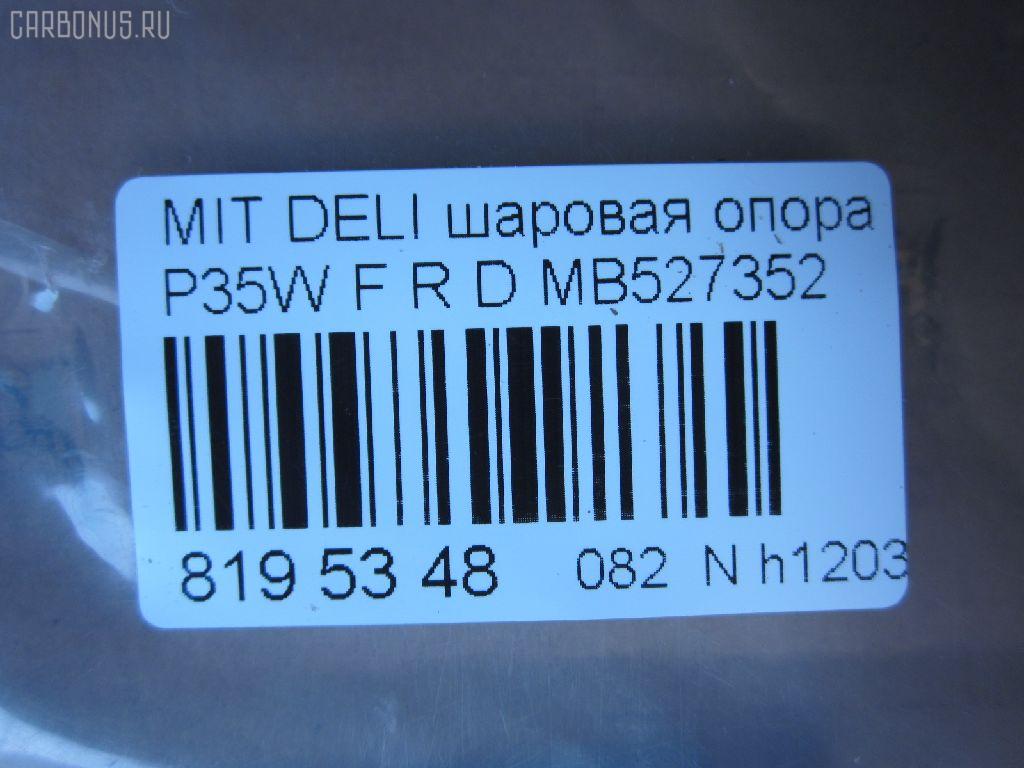 CARBONUS.RU
MIT DELI шаровая опора
P35W F R D MB527352
819 53 48 082 N h1203